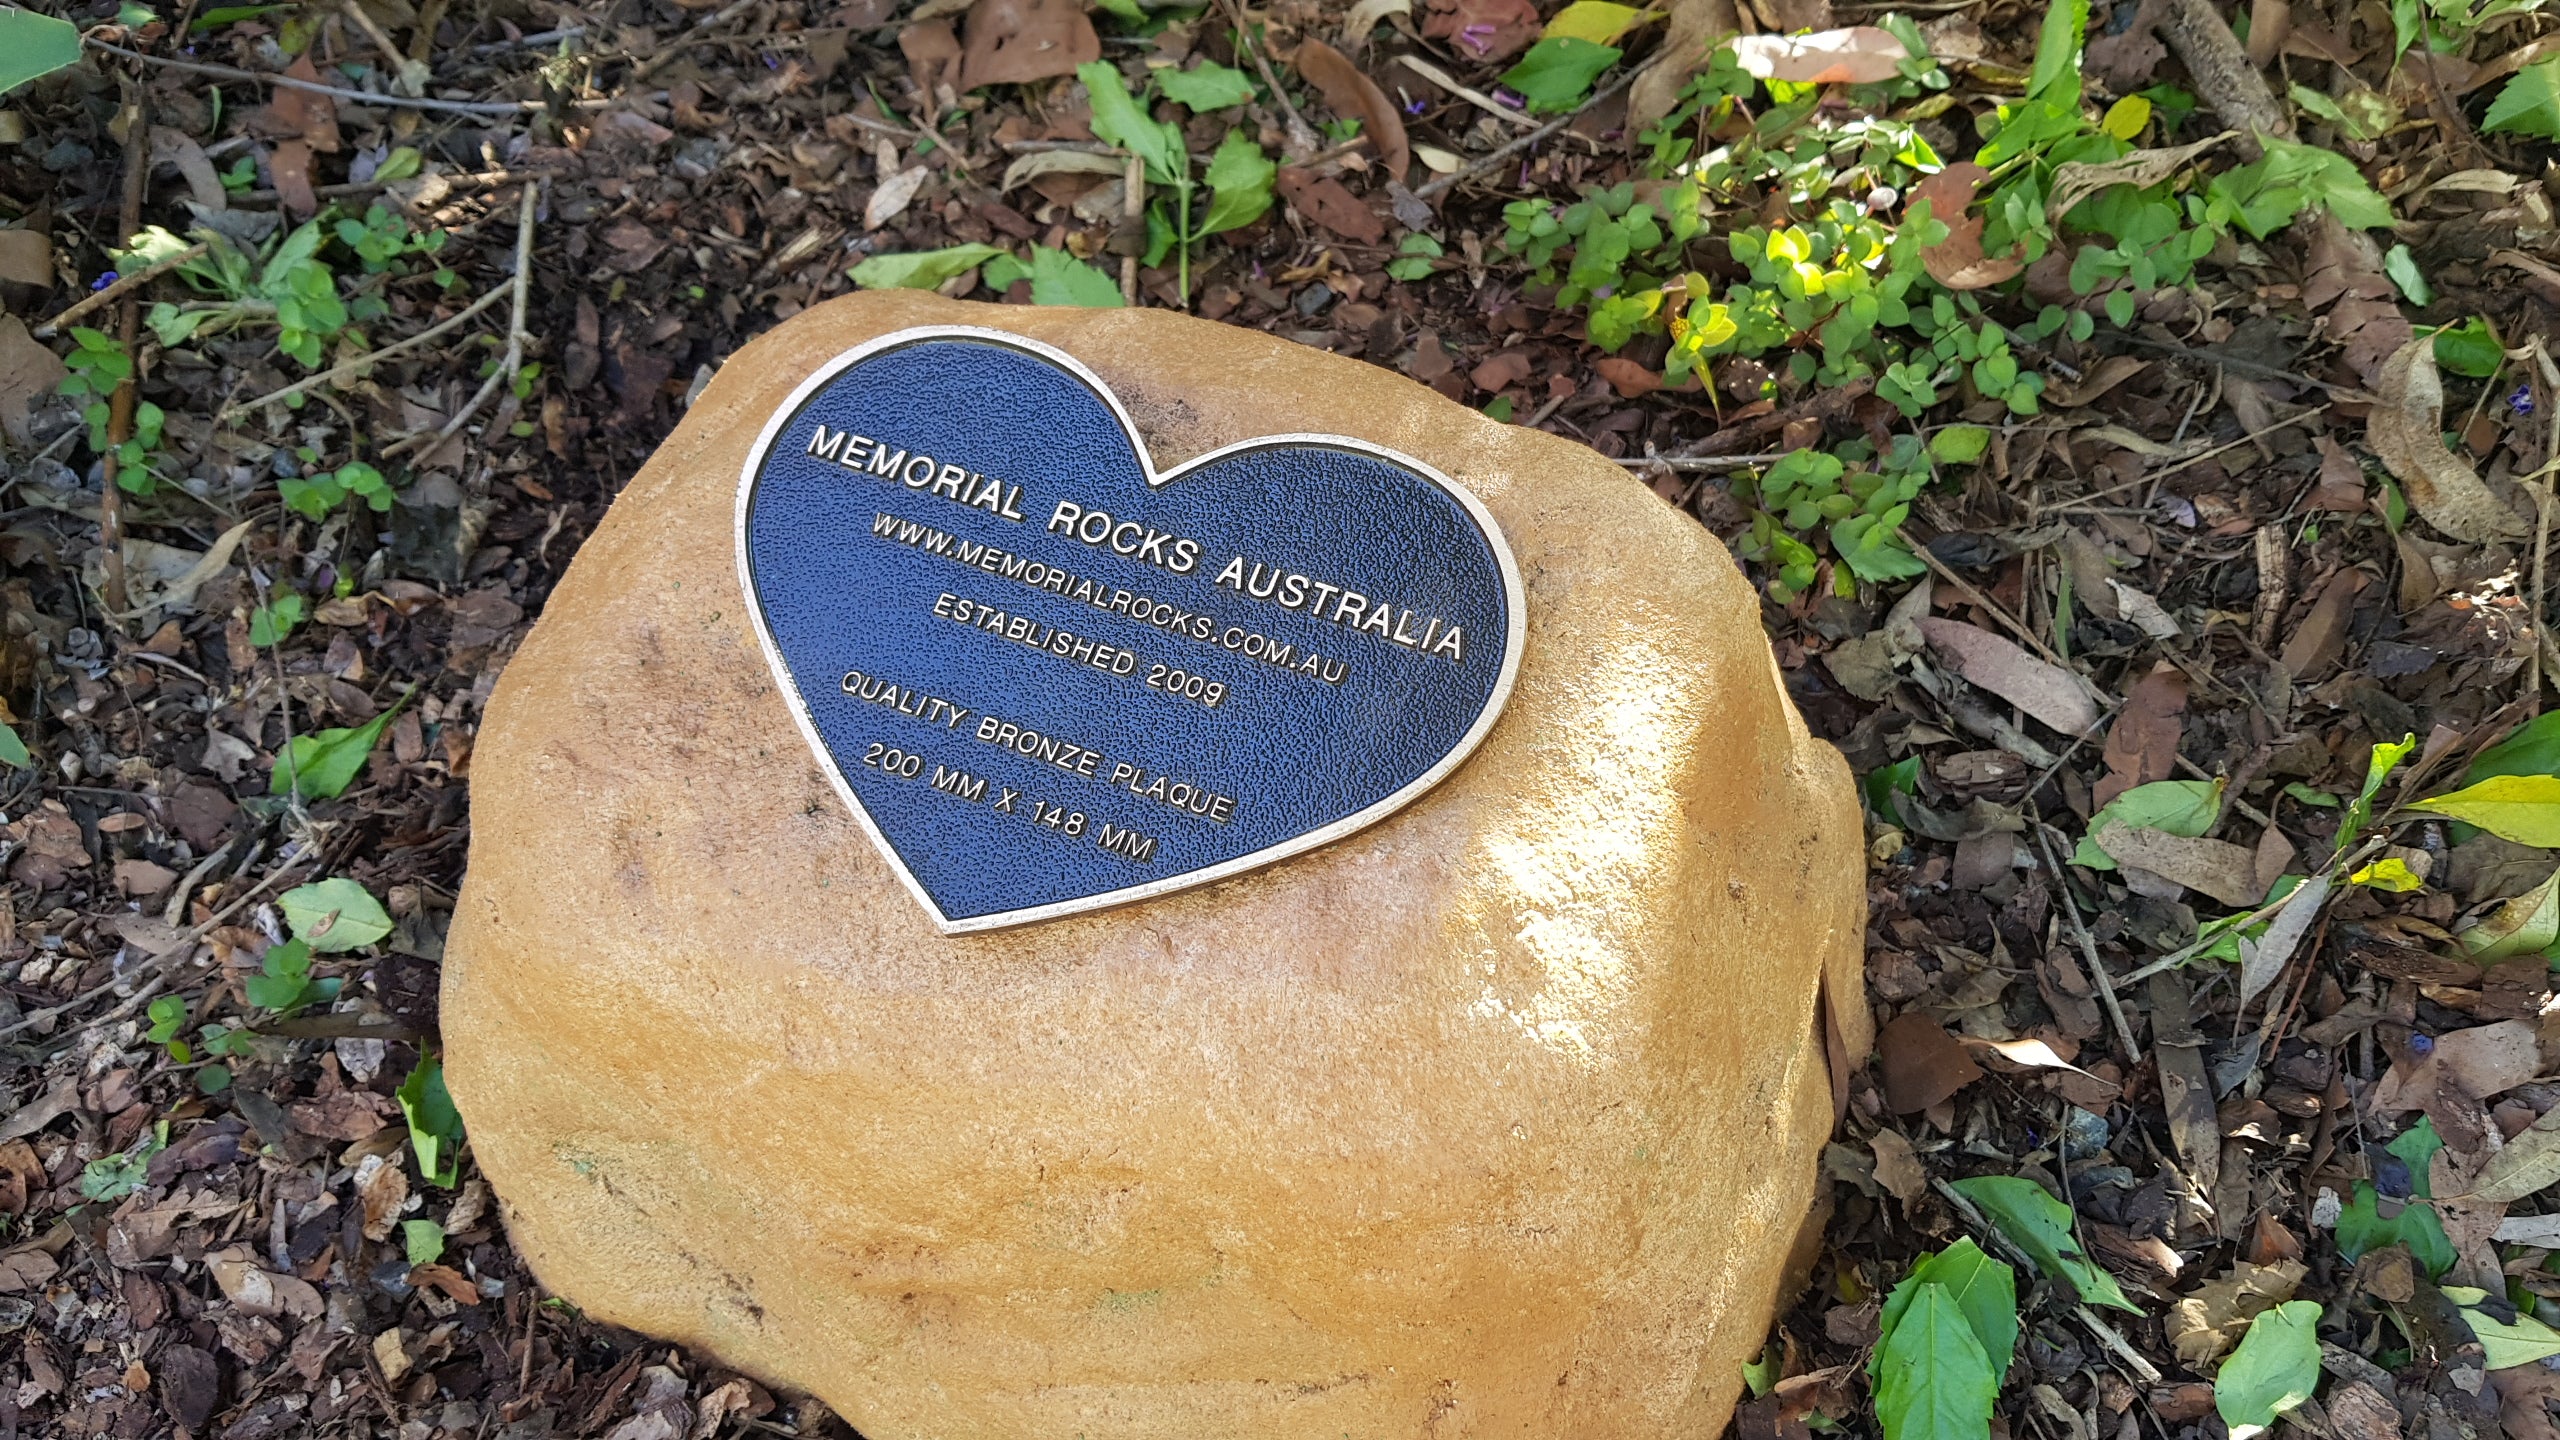 MEMORIAL ROCKS AUSTRALIA
WWW.MEMORIALROCKS.COM.AU
ESTABLISHED 2009
QUALITY BRONZE PLAQUE
200 MM X 148 MM